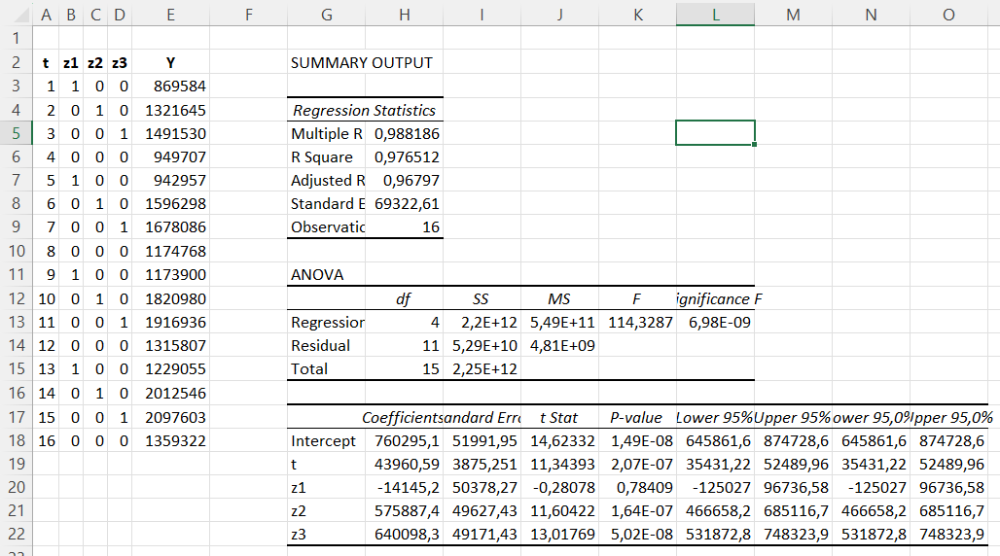 A B C D E F G H I J K L M N O
1
2 t z1 z2 z3 Y SUMMARY OUTPUT
3 1 1 0 0 869584
4 2 0 1 0 1321645 Regression Statistics
5 3 0 0 1 1491530 Multiple R 0,988186
6 4 0 0 0 949707 R Square 0,976512
7 5 1 0 0 942957 Adjusted R 0,96797
8 6 0 1 0 1596298 Standard E 69322,61
9 7 0 0 1 1678086 Observatic 16
10 8 0 0 0 1174768
11 9 1 0 0 1173900 ANOVA
12 10 0 1 0 1820980 df SS MS F ignificance F
13 11 0 0 1 1916936 Regression 4 2,2E+12 5,49E+11 114,3287 6,98E-09
14 12 0 0 0 1315807 Residual 11 5,29E+10 4,81E+09
15 13 1 0 0 1229055 Total 15 2,25E+12
16 14 0 1 0 2012546
17 15 0 0 1 2097603 Coefficients andard Erro t Stat P-value Lower 95% Upper 95% ower 95,0% Ipper 95,0%
18 16 0 0 0 1359322 Intercept 760295,1 51991,95 14,62332 1,49E-08 645861,6 874728,6 645861,6 874728,6
19 t 43960,59 3875,251 11,34393 2,07E-07 35431,22 52489,96 35431,22 52489,96
20 z1 -14145,2 50378,27 -0,28078 0,78409 -125027 96736,58 -125027 96736,58
21 z2 575887,4 49627,43 11,60422 1,64E-07 466658,2 685116,7 466658,2 685116,7
22 z3 640098,3 49171,43 13,01769 5,02E-08 531872,8 748323,9 531872,8 748323,9